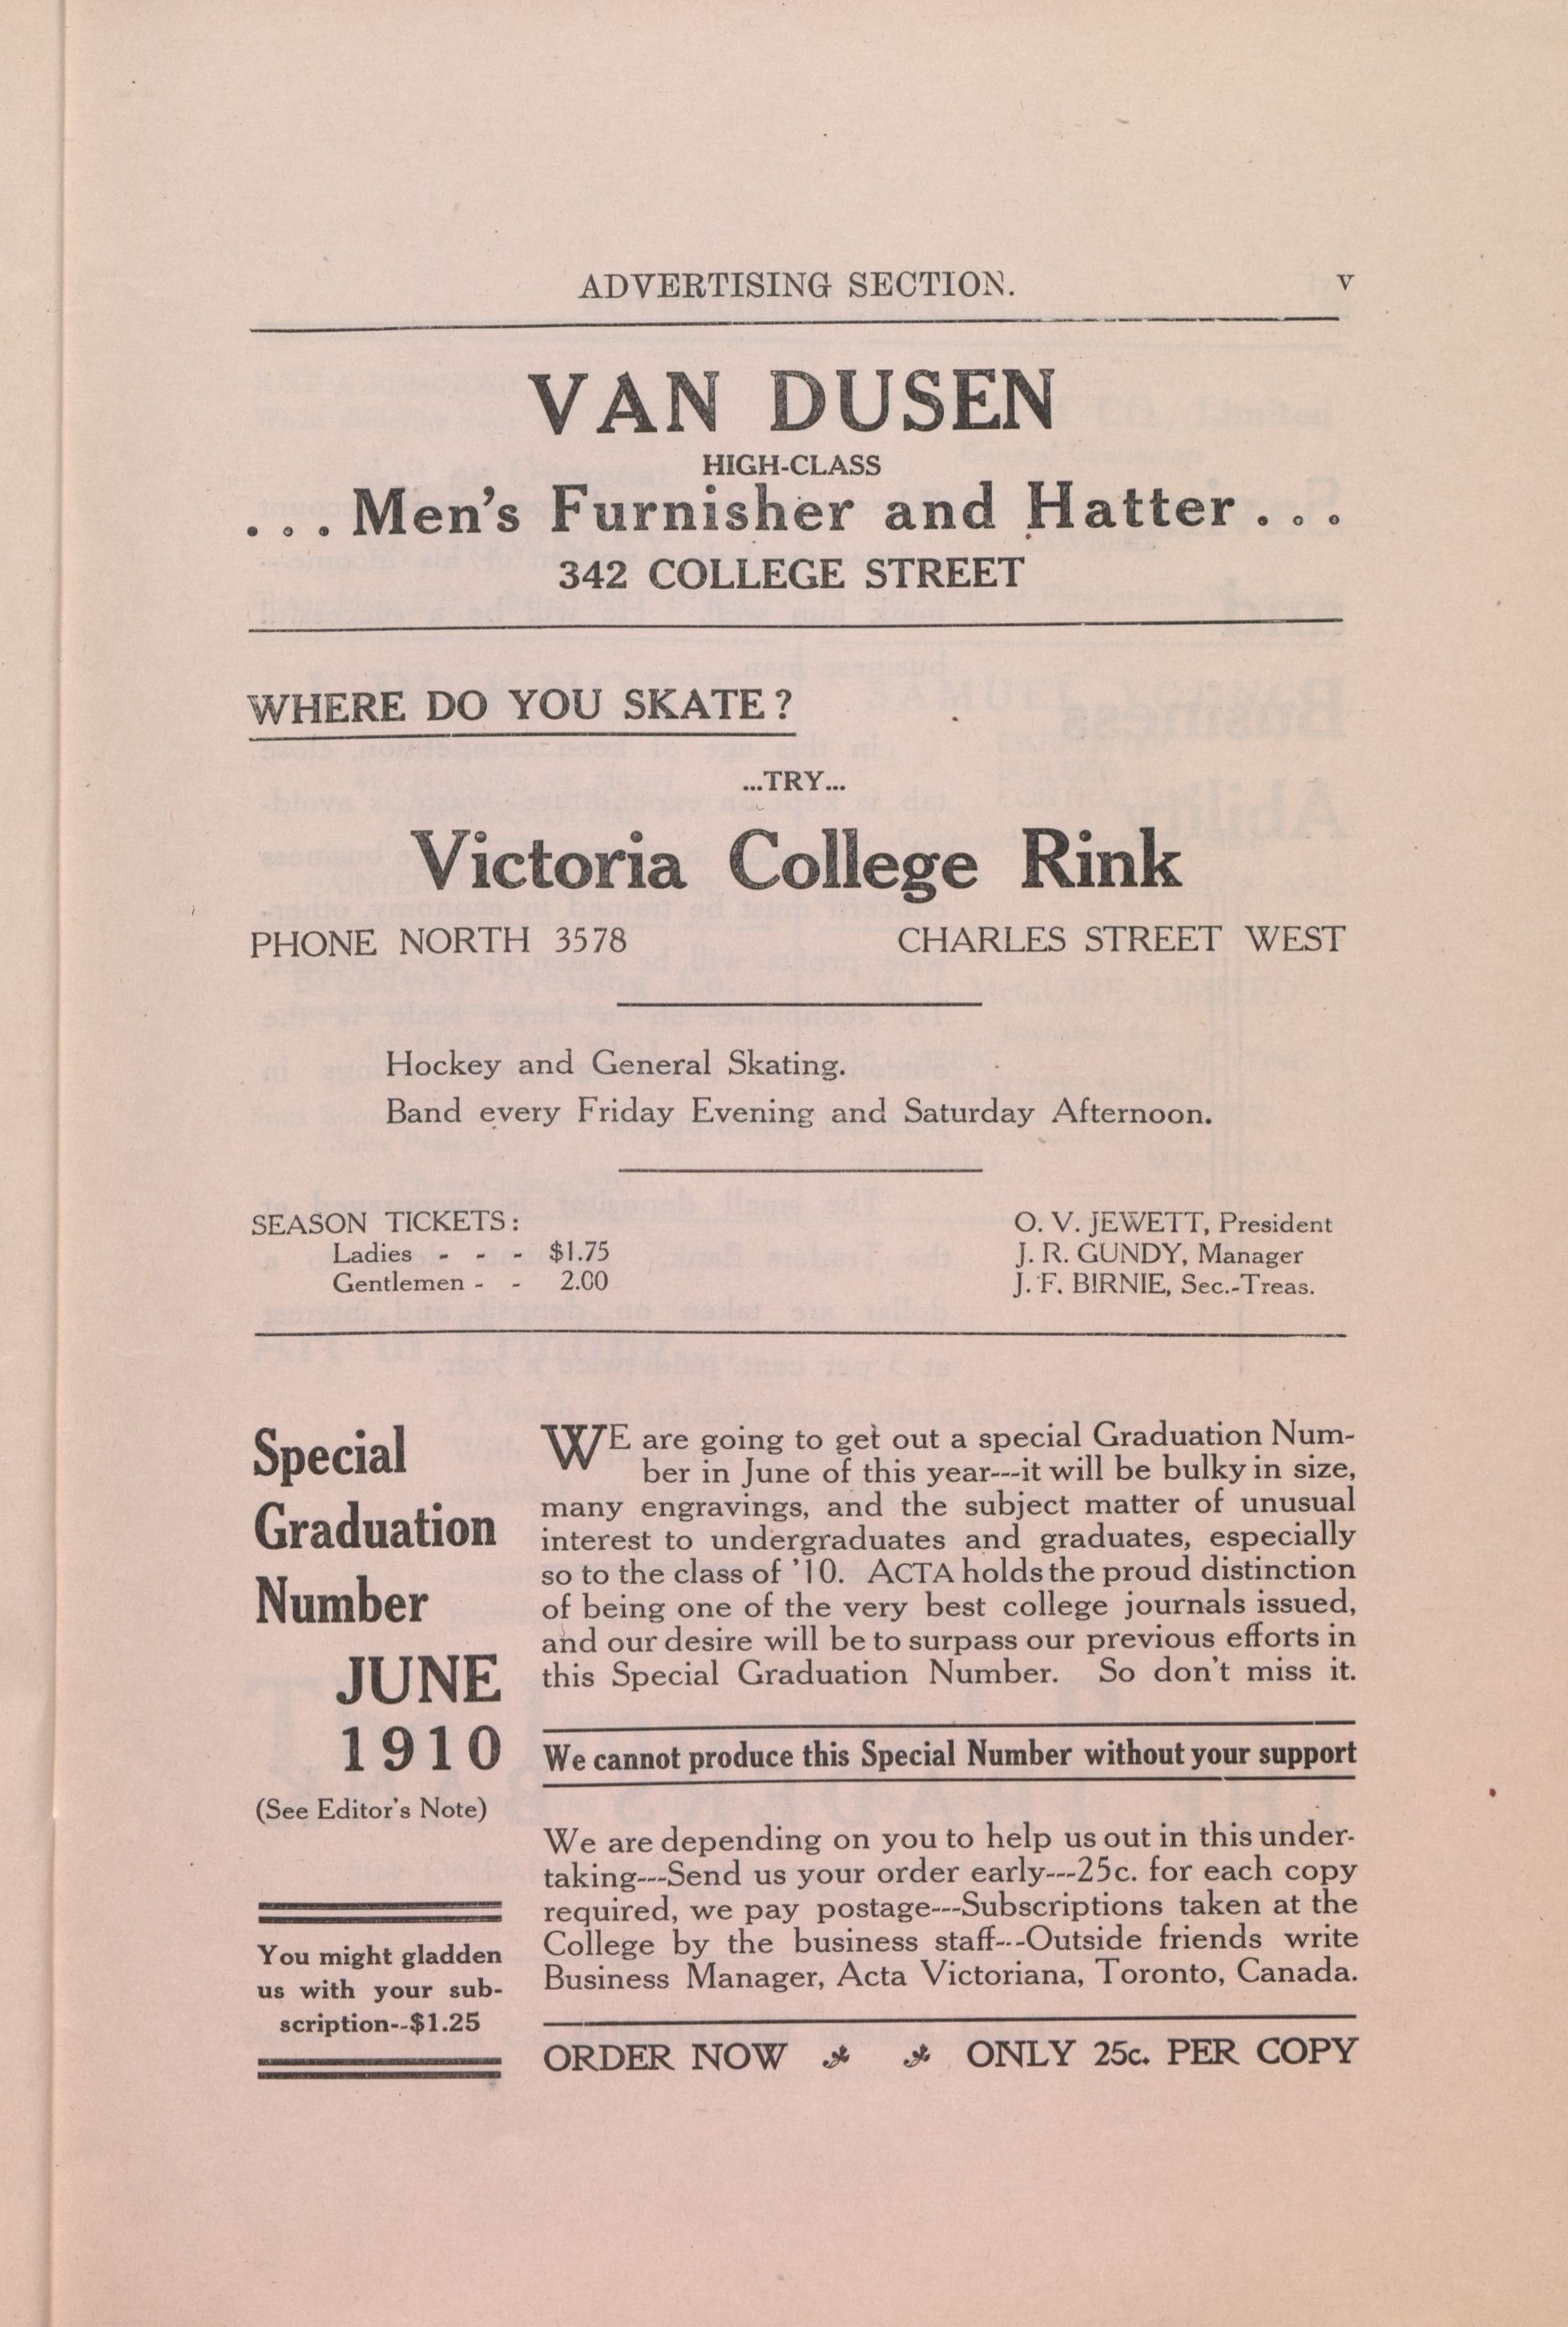 ADVERTISING SECTION. v
VAN DUSEN
HIGH-CLASS
...Men's Furnisher and Hatter...
342 COLLEGE STREET
WHERE DO YOU SKATE?
...TRY...
Victoria College Rink
PHONE NORTH 3578 CHARLES STREET WEST
Hockey and General Skating.
Band every Friday Evening and Saturday Afternoon.
SEASON TICKETS:
Ladies - - - $1.75
Gentlemen - - 2.00
O. V. JEWETT, President
J. R. GUNDY, Manager
J. F. BIRNIE, Sec.-Treas.
Special
Graduation
Number
JUNE
1910
(See Editor's Note)
You might gladden
us with your sub-
scription--$1.25
WE are going to get out a special Graduation Num-
ber in June of this year---it will be bulky in size,
many engravings, and the subject matter of unusual
interest to undergraduates and graduates, especially
so to the class of '10. ACTA holds the proud distinction
of being one of the very best college journals issued,
and our desire will be to surpass our previous efforts in
this Special Graduation Number. So don't miss it.
We cannot produce this Special Number without your support
We are depending on you to help us out in this under-
taking---Send us your order early---25c. for each copy
required, we pay postage---Subscriptions taken at the
College by the business staff---Outside friends write
Business Manager, Acta Victoriana, Toronto, Canada.
ORDER NOW ONLY 25c. PER COPY